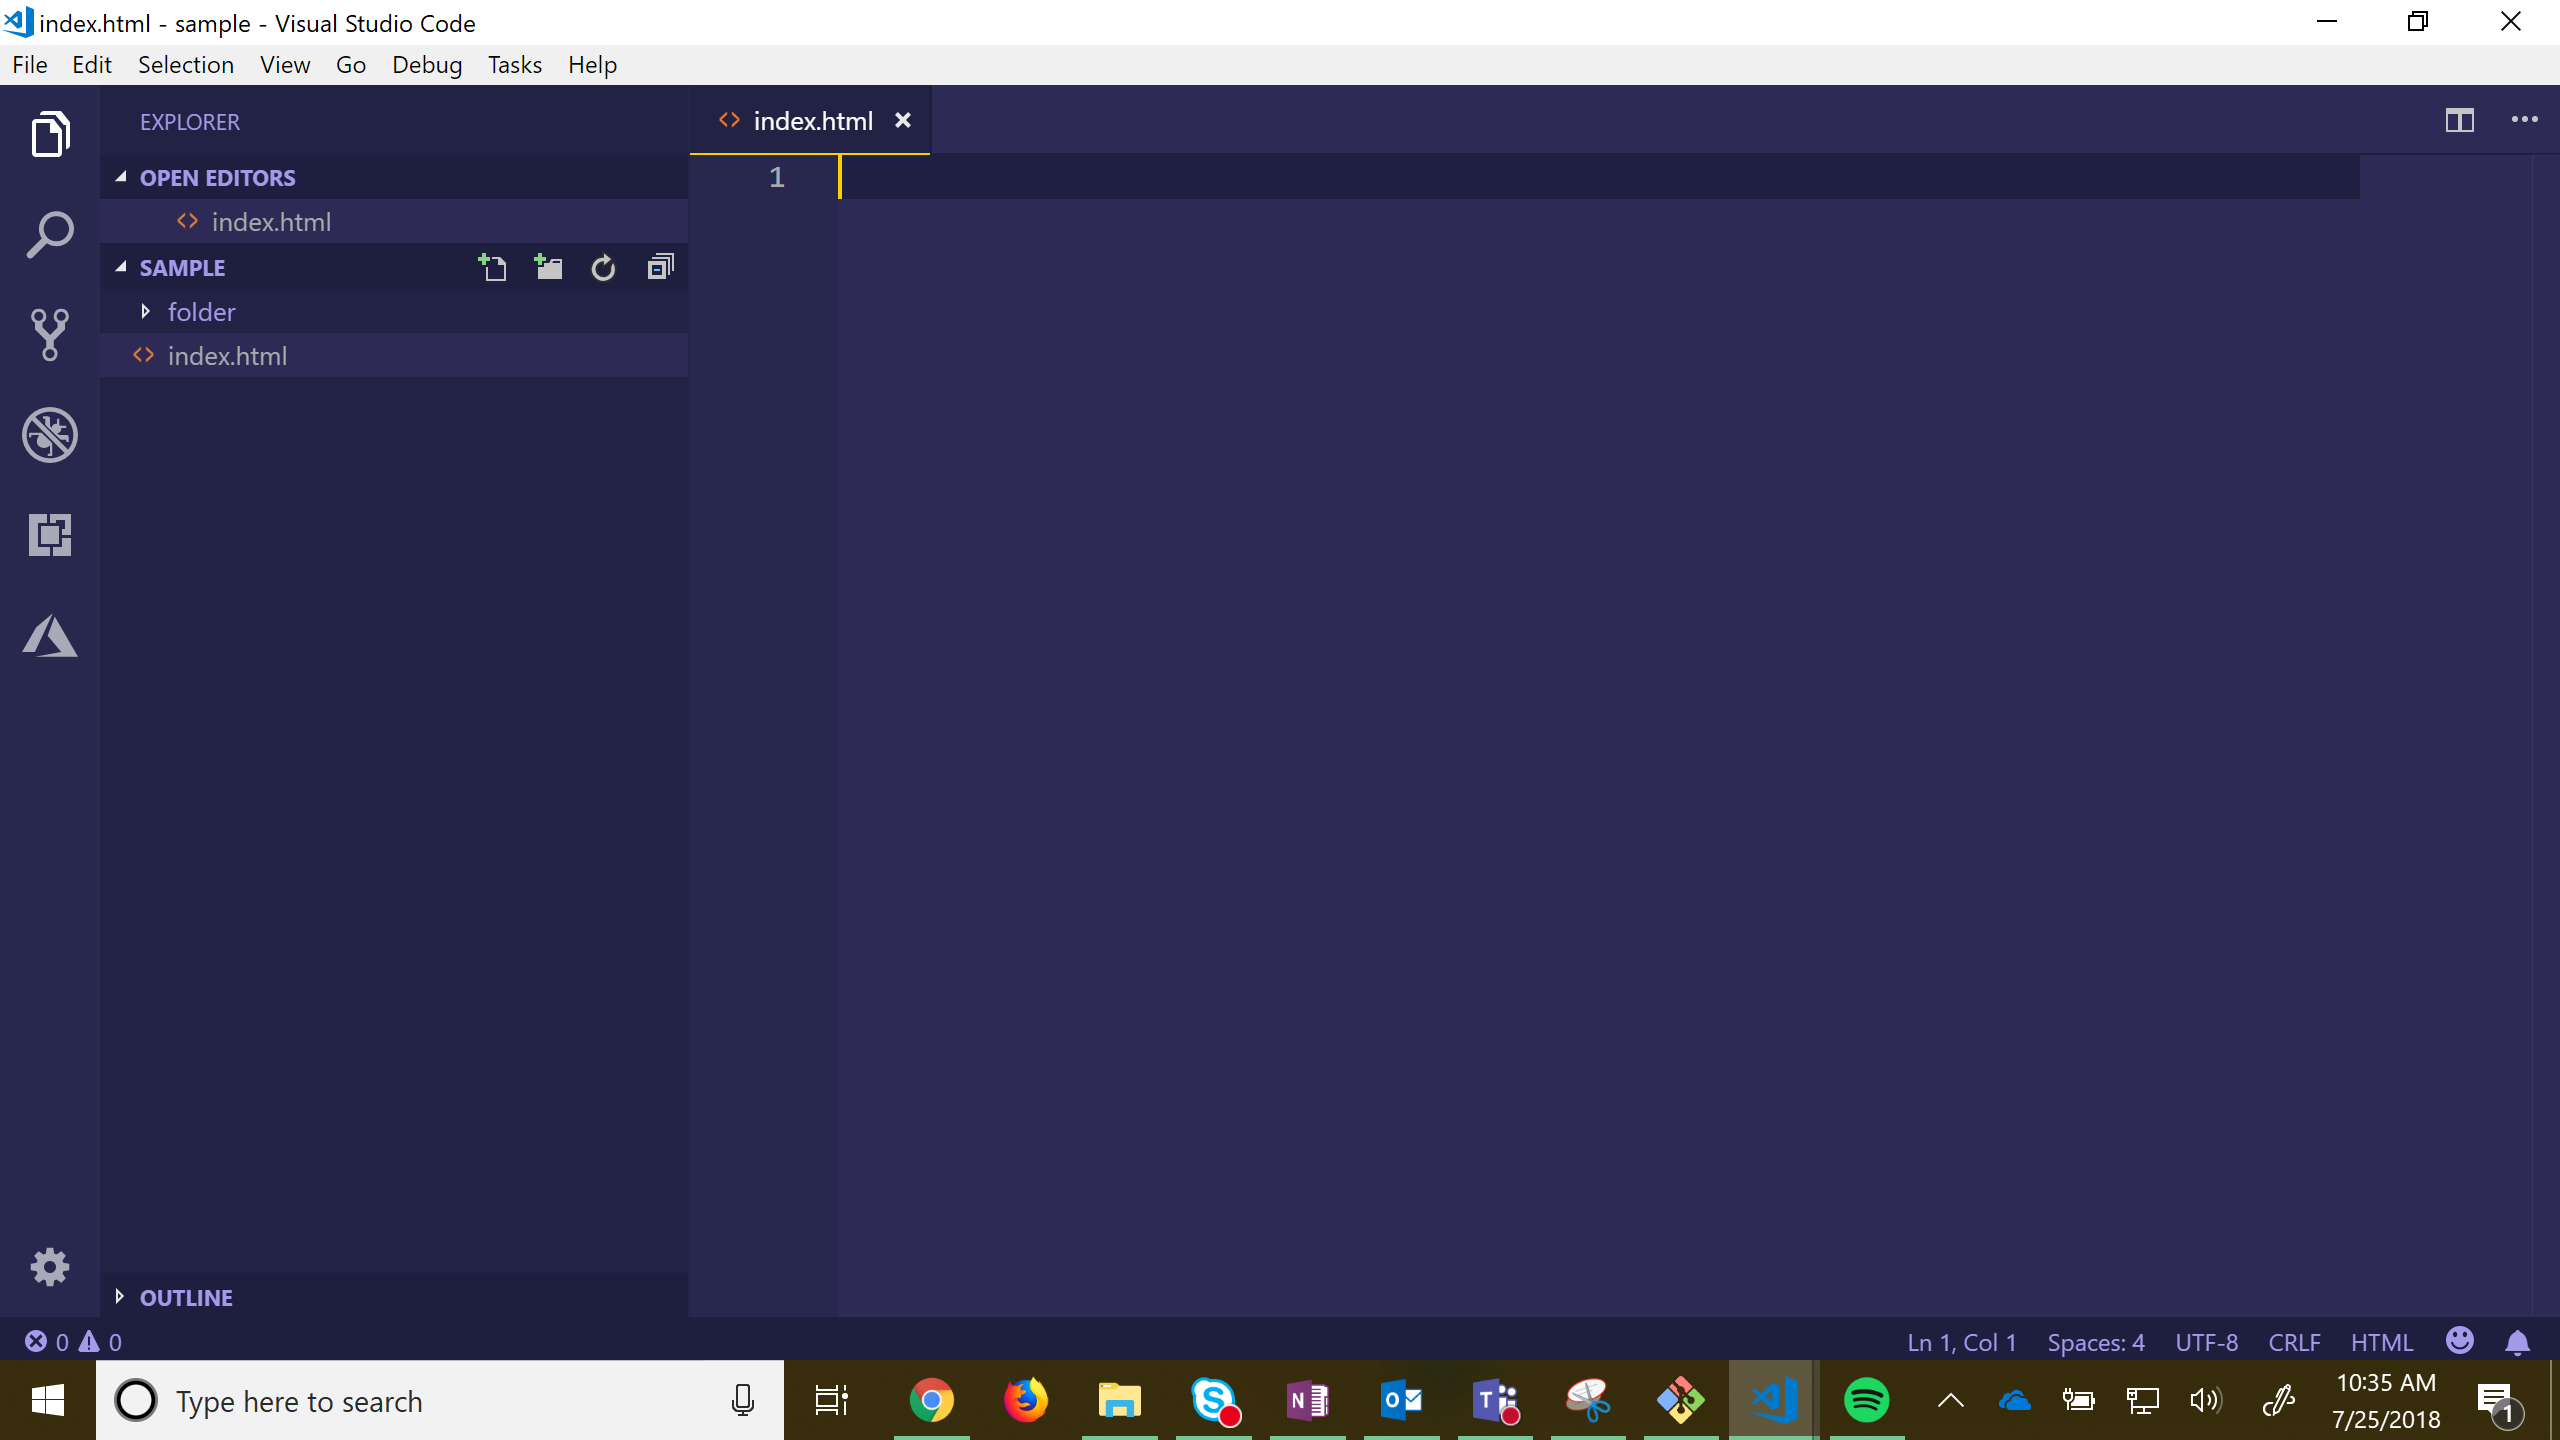 index.html - sample - Visual Studio Code
File Edit Selection View Go Debug Tasks Help
EXPLORER
OPEN EDITORS
index.html
SAMPLE
folder
index.html
OUTLINE
index.html
1
0 0
Ln 1, Col 1 Spaces: 4 UTF-8 CRLF HTML
Type here to search
N
O
T
10:35 AM
7/25/2018
1